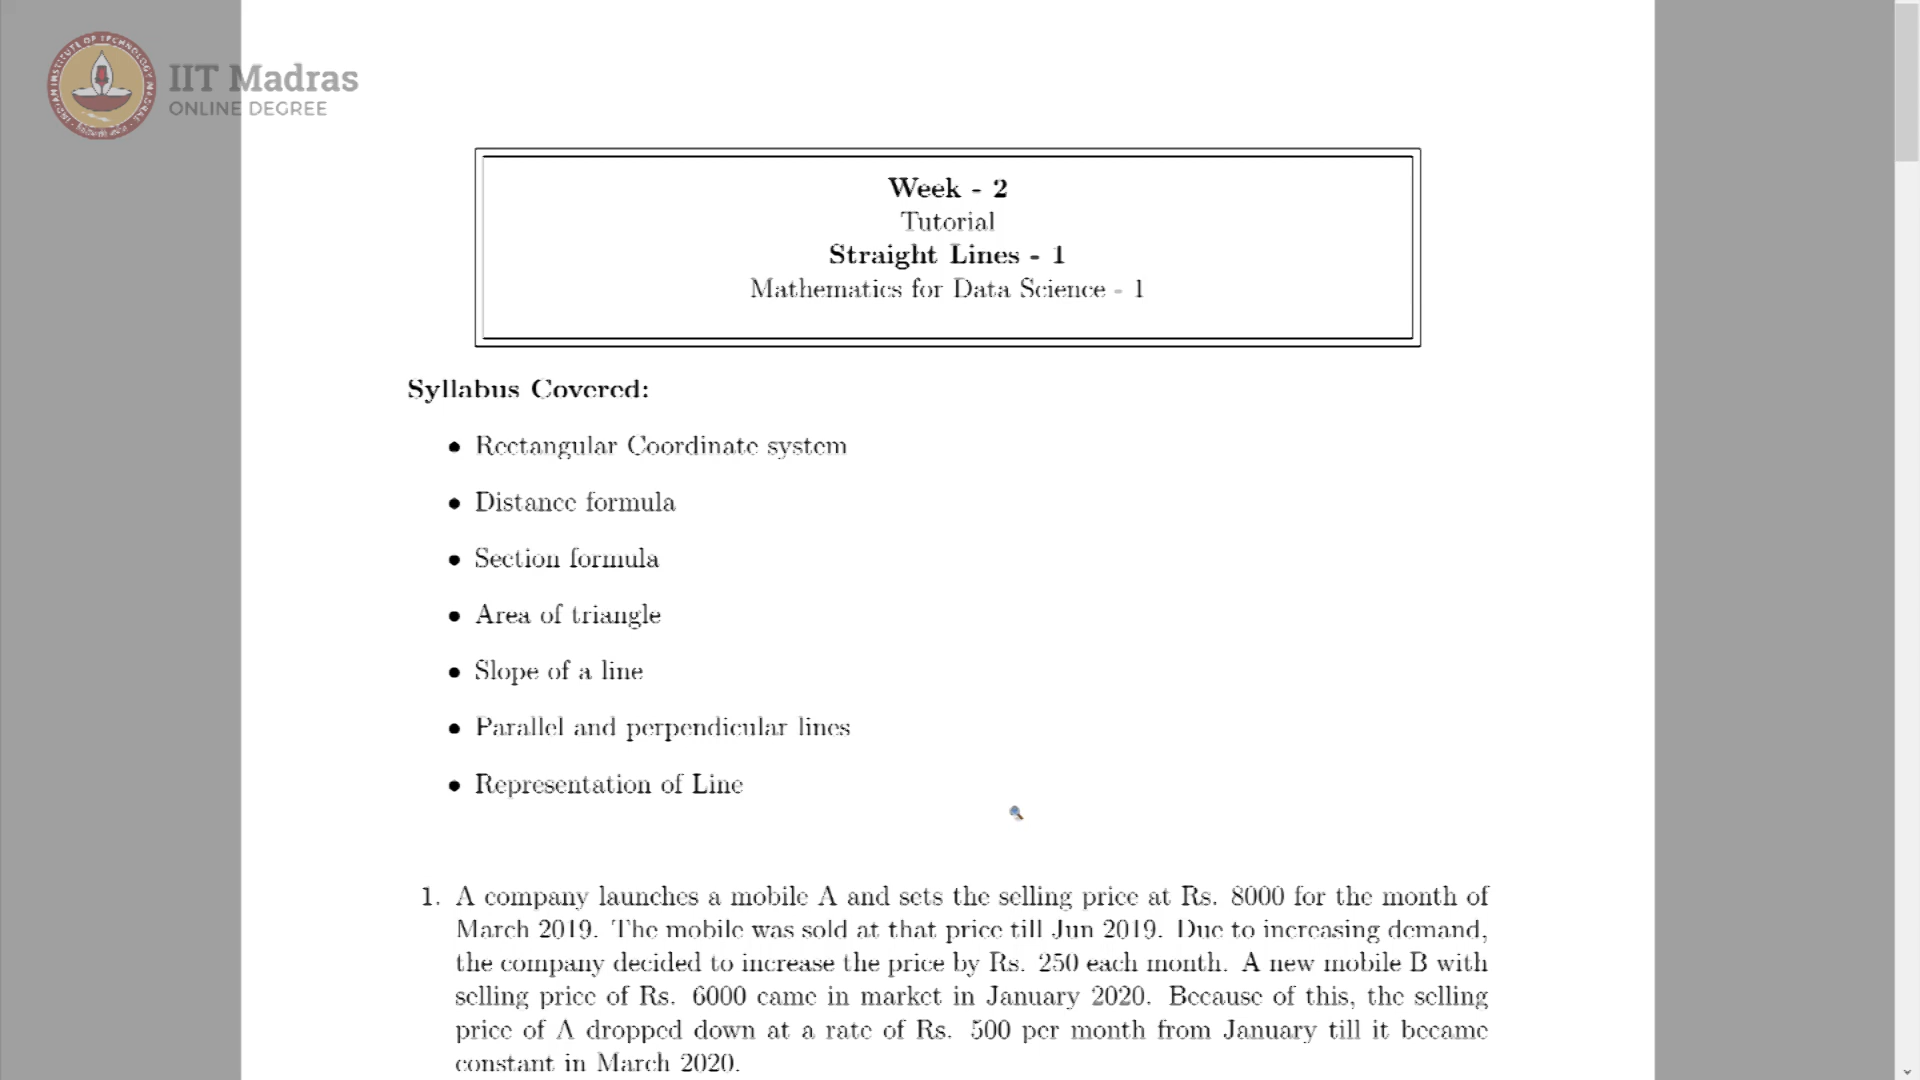 IIT Madras
ONLINE DEGREE
Week - 2
Tutorial
Straight Lines - 1
Mathematics for Data Science - 1
Syllabus Covered:
• Rectangular Coordinate system
• Distance formula
• Section formula
• Area of triangle
• Slope of a line
• Parallel and perpendicular lines
• Representation of Line
1. A company launches a mobile A and sets the selling price at Rs. 8000 for the month of
March 2019. The mobile was sold at that price till Jun 2019. Due to increasing demand,
the company decided to increase the price by Rs. 250 each month. A new mobile B with
selling price of Rs. 6000 came in market in January 2020. Because of this, the selling
price of A dropped down at a rate of Rs. 500 per month from January till it became
constant in March 2020.